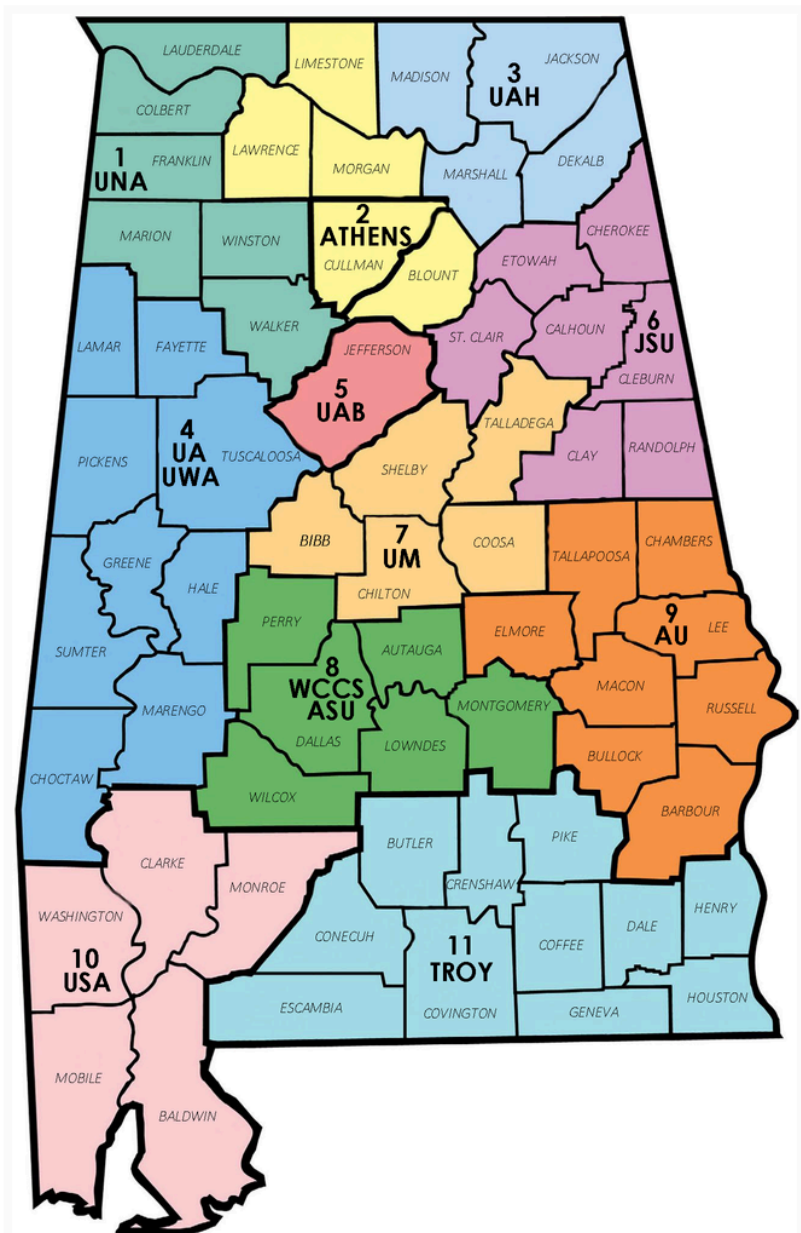 LAUDERDALE
LIMESTONE
MADISON
JACKSON
3
UAH
COLBERT
1
UNA
FRANKLIN
LAWRENCE
MORGAN
MARSHALL
DEKALB
MARION
WINSTON
2
ATHENS
CULLMAN
BLOUNT
CHEROKEE
ETOWAH
LAMAR
FAYETTE
WALKER
JEFFERSON
5
UAB
ST. CLAIR
CALHOUN
6
JSU
CLEBURN
4
UA
UWA
PICKENS
TUSCALOOSA
SHELBY
TALLADEGA
CLAY
RANDOLPH
GREENE
HALE
BIBB
7
UM
CHILTON
COOSA
TALLAPOOSA
CHAMBERS
SUMTER
PERRY
AUTAUGA
ELMORE
9
AU
LEE
MARENGO
8
WCCS
ASU
DALLAS
LOWNDES
MONTGOMERY
MACON
RUSSELL
CHOCTAW
WILCOX
BULLOCK
BARBOUR
CLARKE
MONROE
BUTLER
CRENSHAW
PIKE
WASHINGTON
10
USA
CONECUH
11
TROY
COVINGTON
COFFEE
DALE
HENRY
ESCAMBIA
GENEVA
HOUSTON
MOBILE
BALDWIN